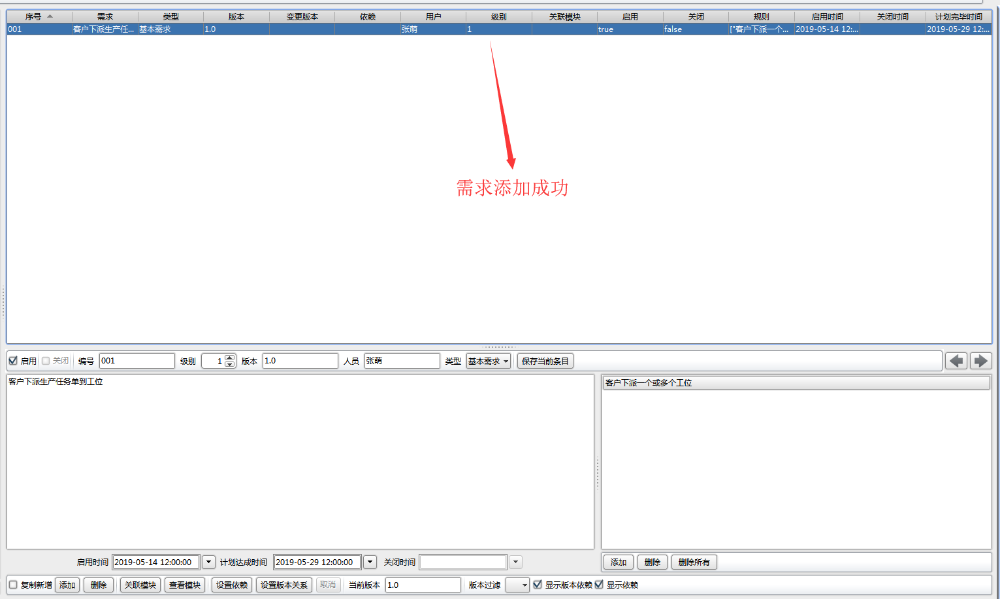 序号 需求 类型 版本 变更版本 依赖 用户 级别 关联模块 启用 关闭 规则 启用时间 关闭时间 计划完毕时间
001 客户下派生产任... 基本需求 1.0 张萌 1 true false ["客户下派一个... 2019-05-14 12:... 2019-05-29 12:...
需求添加成功
启用 关闭 编号 001 级别 1 版本 1.0 人员 张萌 类型 基本需求 保存当前条目
客户下派生产任务单到工位
客户下派一个或多个工位
启用时间 2019-05-14 12:00:00 计划达成时间 2019-05-29 12:00:00 关闭时间
添加 删除 删除所有
复制新增 添加 删除 关联模块 查看模块 设置依赖 设置版本关系 取消 当前版本 1.0 版本过滤 显示版本依赖 显示依赖